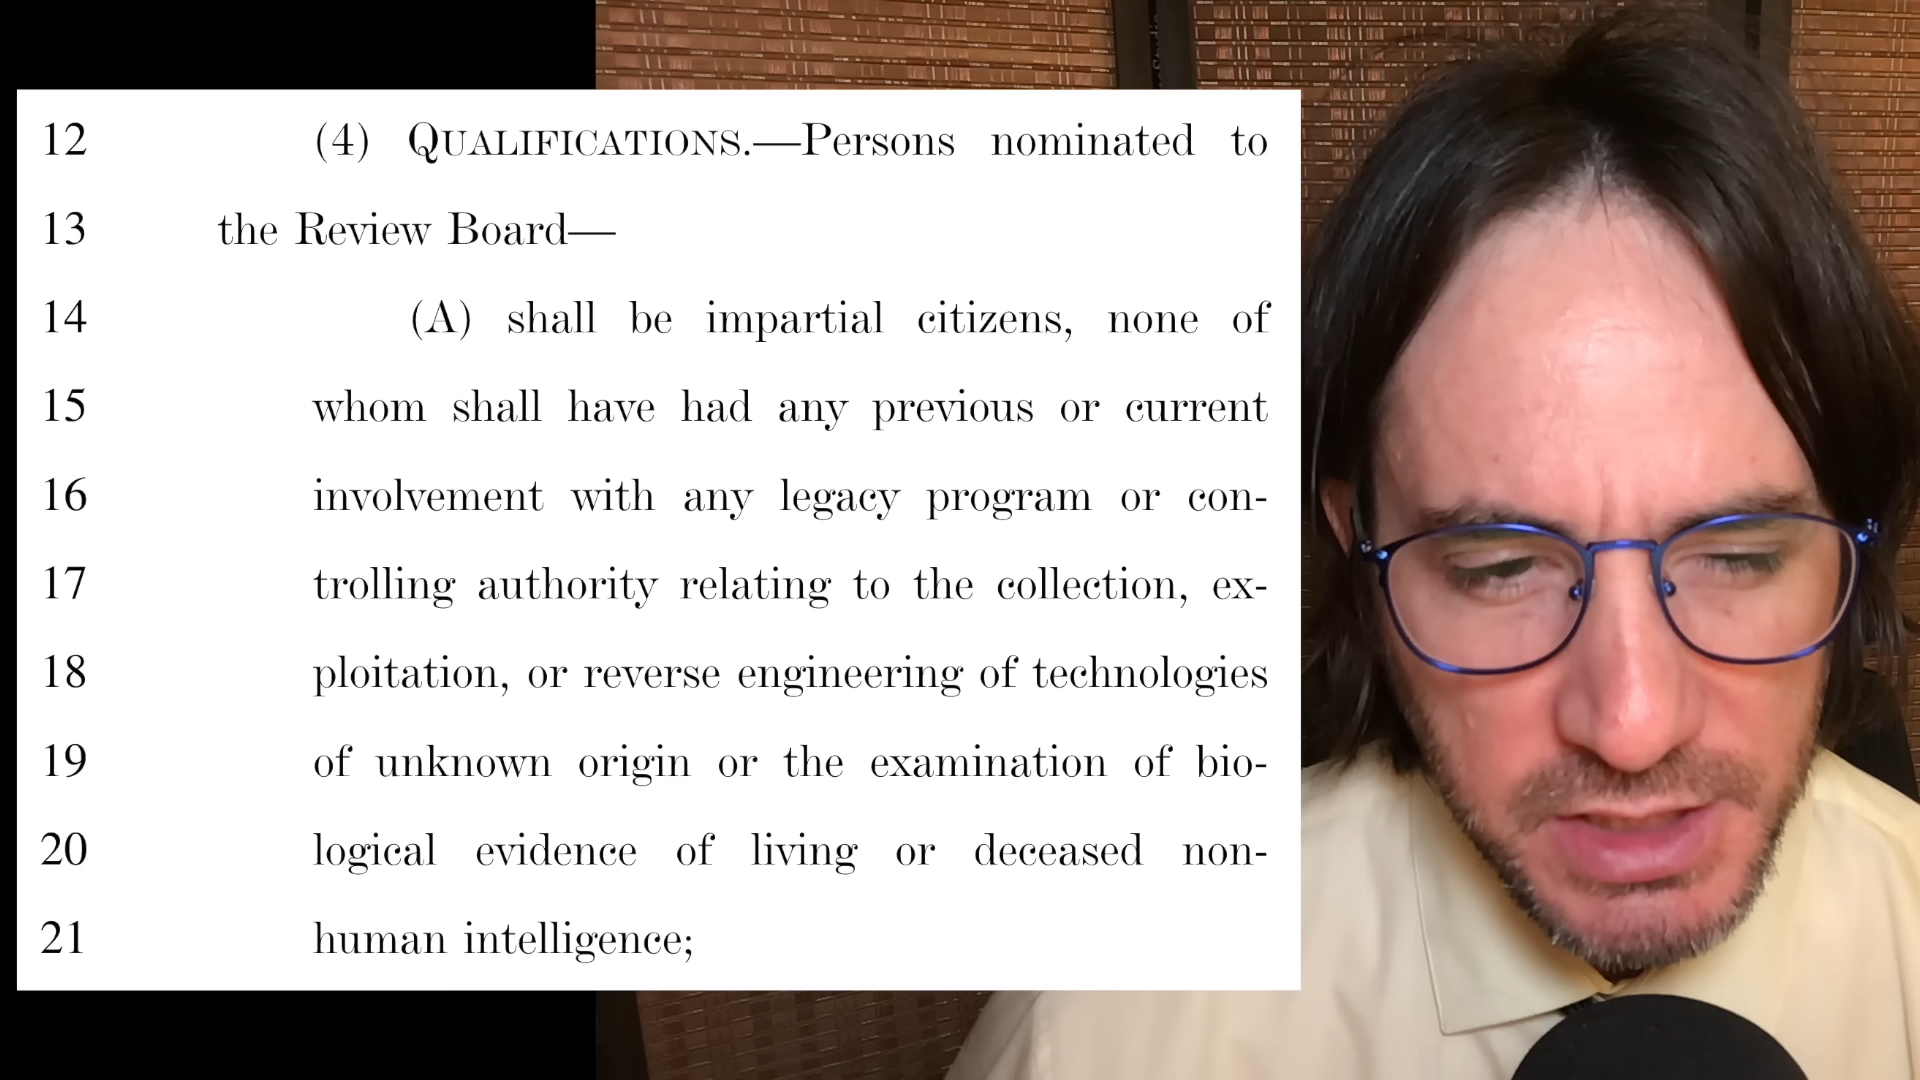 12 (4) QUALIFICATIONS.—Persons nominated to
13 the Review Board—
14 (A) shall be impartial citizens, none of
15 whom shall have had any previous or current
16 involvement with any legacy program or con-
17 trolling authority relating to the collection, ex-
18 ploitation, or reverse engineering of technologies
19 of unknown origin or the examination of bio-
20 logical evidence of living or deceased non-
21 human intelligence;